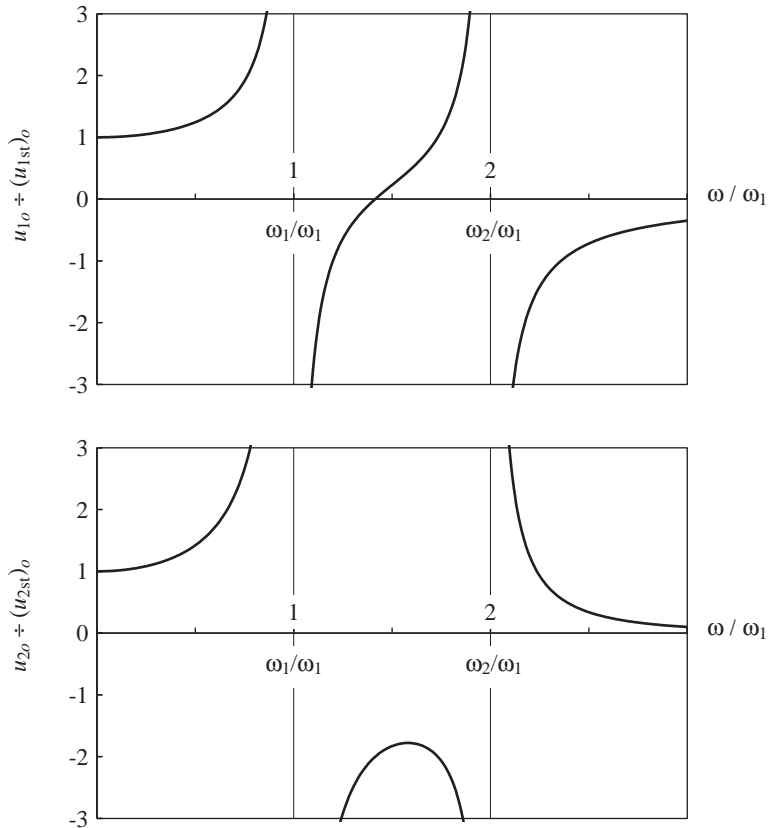 3
2
1
0
-1
-2
-3
u₁ₒ ÷ (u₁ₛₜ)ₒ
1
2
ω₁/ω₁
ω₂/ω₁
ω / ω₁
3
2
1
0
-1
-2
-3
u₂ₒ ÷ (u₂ₛₜ)ₒ
1
2
ω₁/ω₁
ω₂/ω₁
ω / ω₁